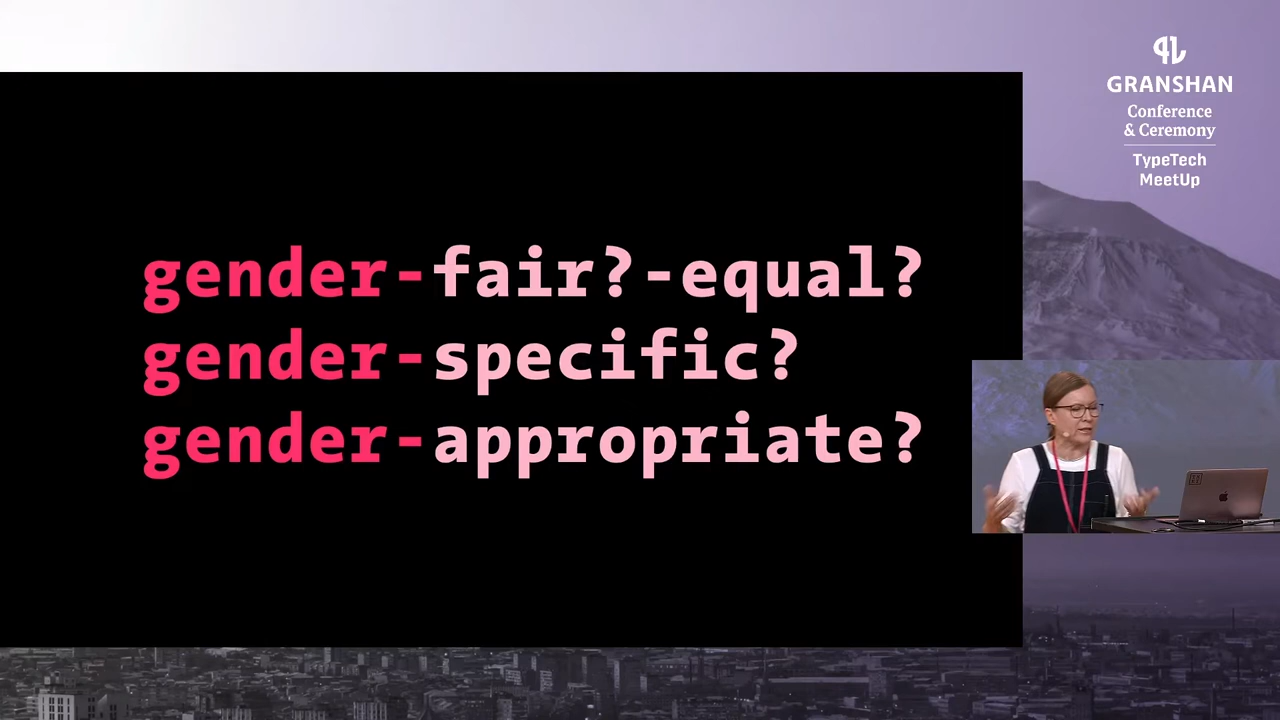 gender-fair?-equal?
gender-specific?
gender-appropriate?
GRANSHAN
Conference
& Ceremony
TypeTech
MeetUp